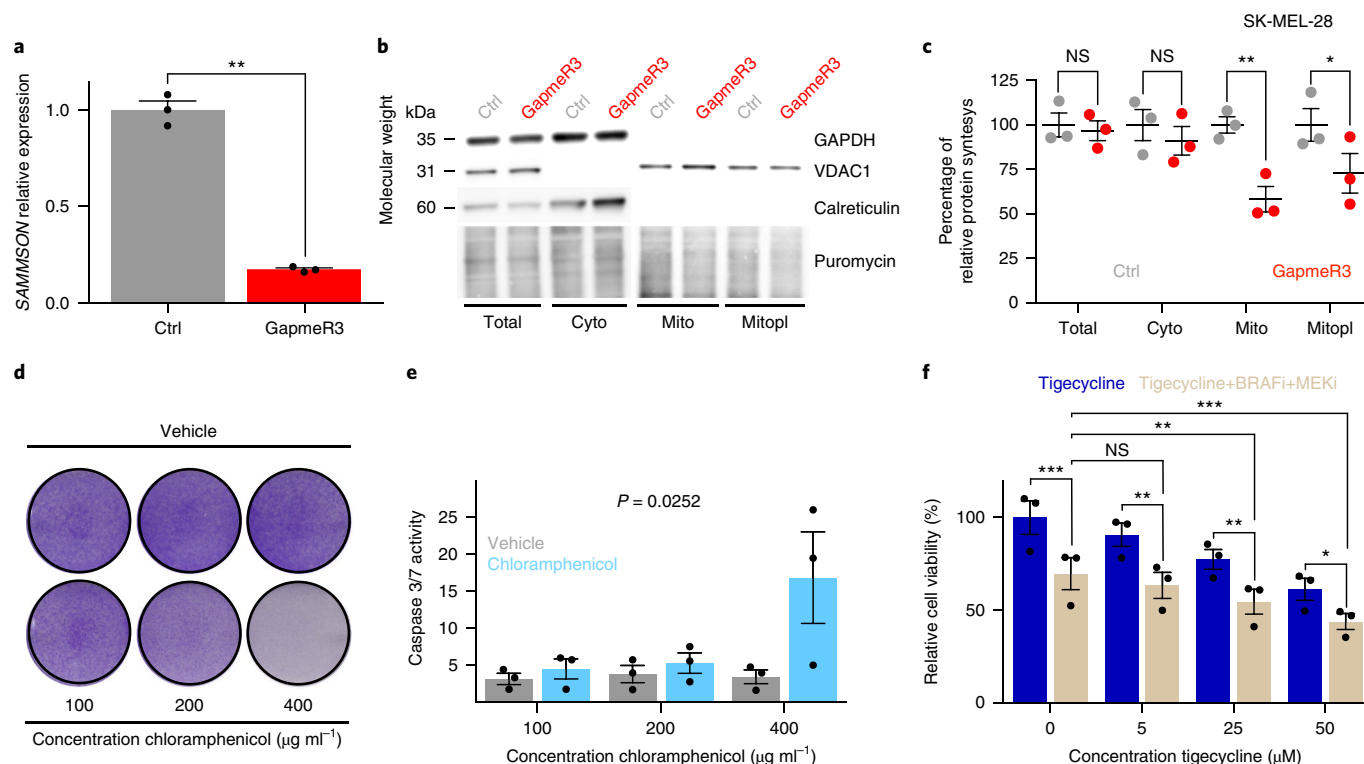 a
SAMMSON relative expression
**
1.0
0.5
0.0
Ctrl
GapmeR3
b
Molecular weight
kDa
35
31
60
Ctrl
GapmeR3
Ctrl
GapmeR3
Ctrl
GapmeR3
Ctrl
GapmeR3
GAPDH
VDAC1
Calreticulin
Puromycin
Total
Cyto
Mito
Mitopl
SK-MEL-28
c
Percentage of
relative protein syntesys
125
100
75
50
25
0
NS
NS
**
*
Ctrl
GapmeR3
Total
Cyto
Mito
Mitopl
d
Vehicle
100
200
400
Concentration chloramphenicol (μg ml−1)
e
Caspase 3/7 activity
25
20
15
10
5
P = 0.0252
Vehicle
Chloramphenicol
100
200
400
Concentration chloramphenicol (μg ml−1)
f
Tigecycline
Tigecycline+BRAFi+MEKi
Relative cell viability (%)
100
50
0
***
**
NS
***
**
**
*
0
5
25
50
Concentration tigecycline (μM)